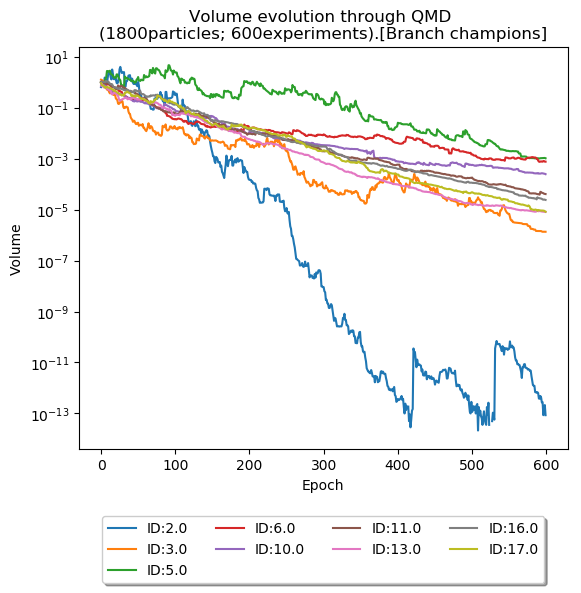 Volume evolution through QMD
(1800particles; 600experiments).[Branch champions]
10^1
10^-1
10^-3
10^-5
10^-7
10^-9
10^-11
10^-13
Volume
0 100 200 300 400 500 600
Epoch
ID:2.0 ID:6.0 ID:11.0 ID:16.0
ID:3.0 ID:10.0 ID:13.0 ID:17.0
ID:5.0